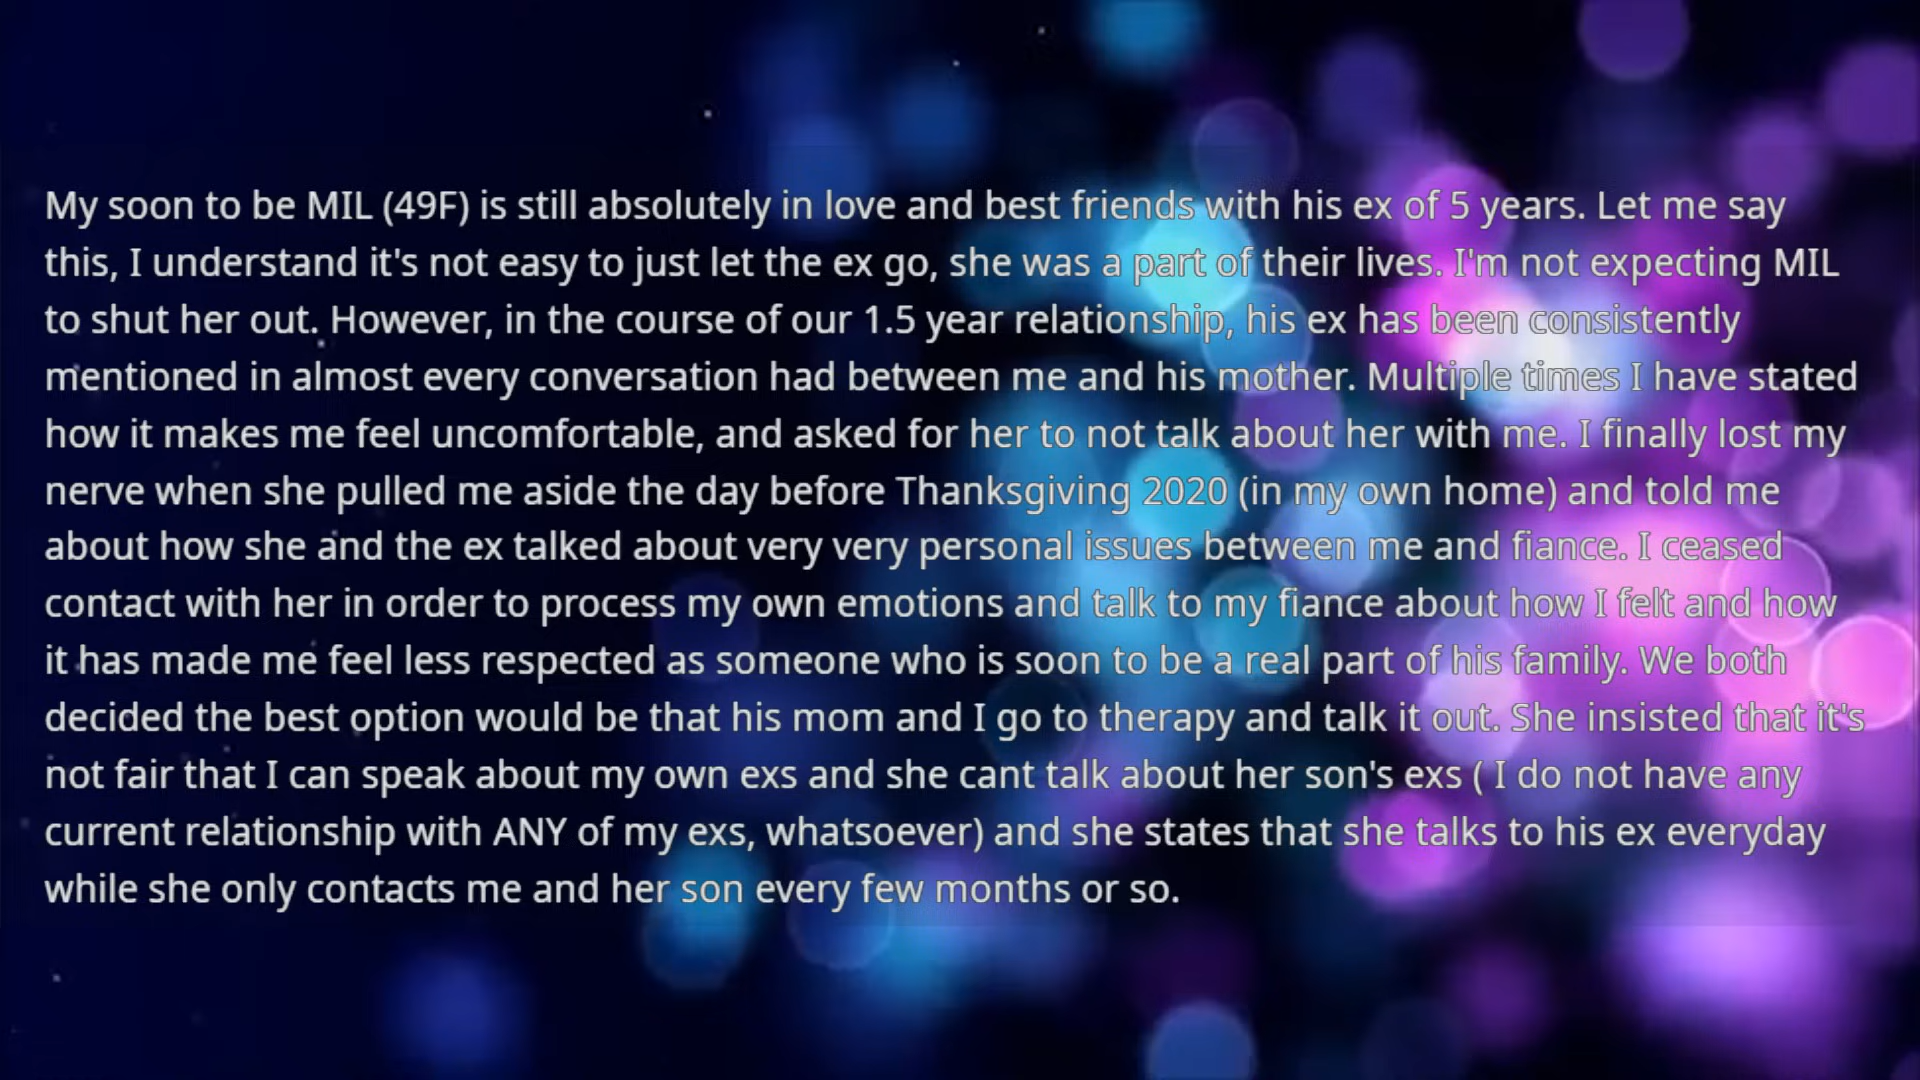 My soon to be MIL (49F) is still absolutely in love and best friends with his ex of 5 years. Let me say
this, I understand it's not easy to just let the ex go, she was a part of their lives. I'm not expecting MIL
to shut her out. However, in the course of our 1.5 year relationship, his ex has been consistently
mentioned in almost every conversation had between me and his mother. Multiple times I have stated
how it makes me feel uncomfortable, and asked for her to not talk about her with me. I finally lost my
nerve when she pulled me aside the day before Thanksgiving 2020 (in my own home) and told me
about how she and the ex talked about very very personal issues between me and fiance. I ceased
contact with her in order to process my own emotions and talk to my fiance about how I felt and how
it has made me feel less respected as someone who is soon to be a real part of his family. We both
decided the best option would be that his mom and I go to therapy and talk it out. She insisted that it's
not fair that I can speak about my own exs and she cant talk about her son's exs ( I do not have any
current relationship with ANY of my exs, whatsoever) and she states that she talks to his ex everyday
while she only contacts me and her son every few months or so.